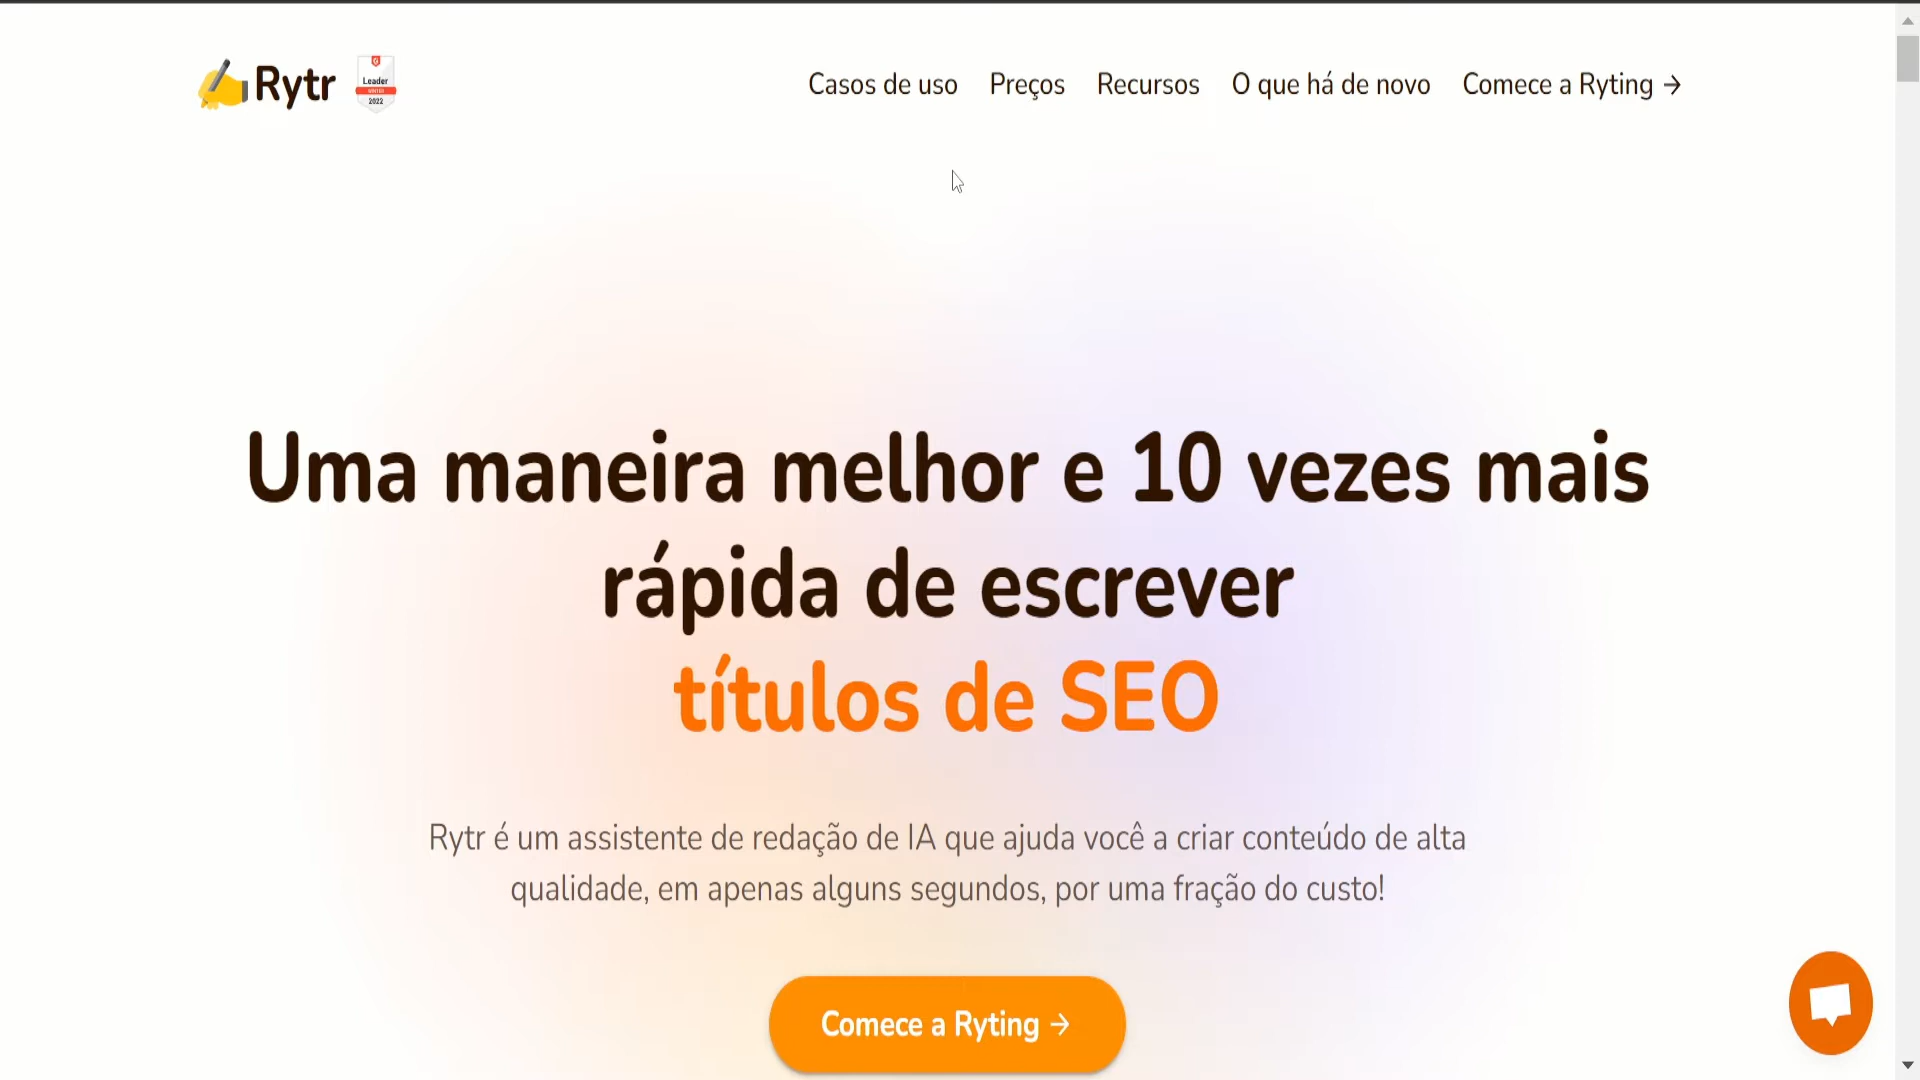 Rytr
Leader
WINTER
2022
Casos de uso Preços Recursos O que há de novo Comece a Ryting →
Uma maneira melhor e 10 vezes mais
rápida de escrever
títulos de SEO
Rytr é um assistente de redação de IA que ajuda você a criar conteúdo de alta
qualidade, em apenas alguns segundos, por uma fração do custo!
Comece a Ryting →